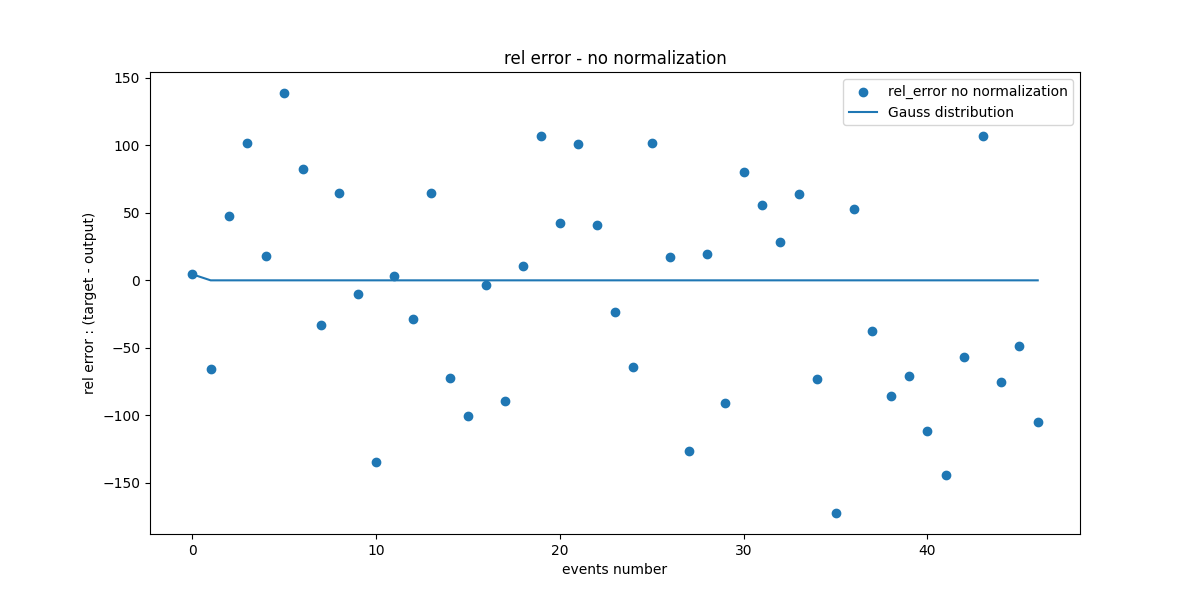 rel error - no normalization
rel_error no normalization
Gauss distribution
rel error : (target - output)
150
100
50
0
−50
−100
−150
0
10
20
30
40
events number